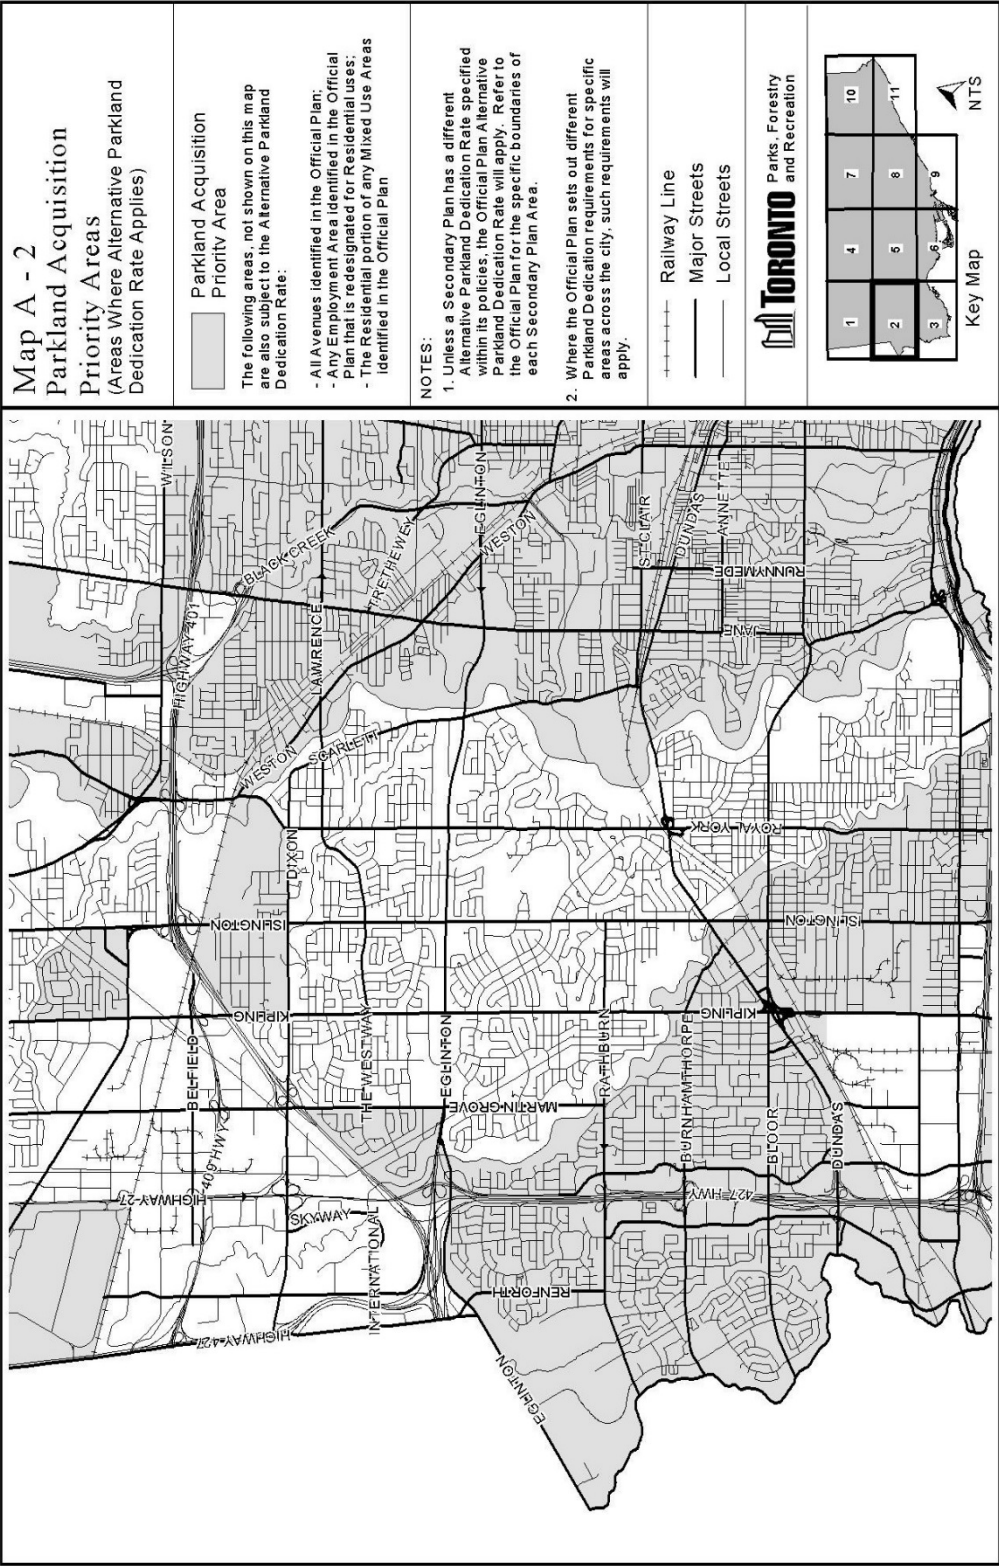 Map A - 2
Parkland Acquisition
Priority Areas
(Areas Where Alternative Parkland
Dedication Rate Applies)
Parkland Acquisition
Priority Area
The following areas, not shown on this map
are also subject to the Alternative Parkland
Dedication Rate:
- All Avenues identified in the Official Plan;
- Any Employment Area identified in the Official
Plan that is redesignated for Residential uses;
- The Residential portion of any Mixed Use Areas
identified in the Official Plan
NOTES:
1. Unless a Secondary Plan has a different
Alternative Parkland Dedication Rate specified
within its policies, the Official Plan Alternative
Parkland Dedication Rate will apply. Refer to
the Official Plan for the specific boundaries of
each Secondary Plan Area.
2. Where the Official Plan sets out different
Parkland Dedication requirements for specific
areas across the city, such requirements will
apply.
Railway Line
Major Streets
Local Streets
TORONTO Parks, Forestry
and Recreation
1
2
3
4
5
6
7
8
9
10
11
Key Map
NTS
WILSON
HIGHWAY 401
BLACK CREEK
LAWRENCE
TRETHEWEY
EGLINTON
WESTON
ST CLAIR
DUNDAS
ANNETTE
RUNNYMEDE
JANE
WESTON
SCARLETT
DIXON
ROYAL YORK
ISLINGTON
ISLINGTON
KIPLING
KIPLING
BELFIELD
THE WESTWAY
EGLINTON
RATHBURN
BURNHAMTHORPE
BLOOR
DUNDAS
MARTIN GROVE
409 HWY
HIGHWAY 27
SKYWAY
INTERNATIONAL
427 HWY
RENFORTH
HIGHWAY 427
EGLINTON